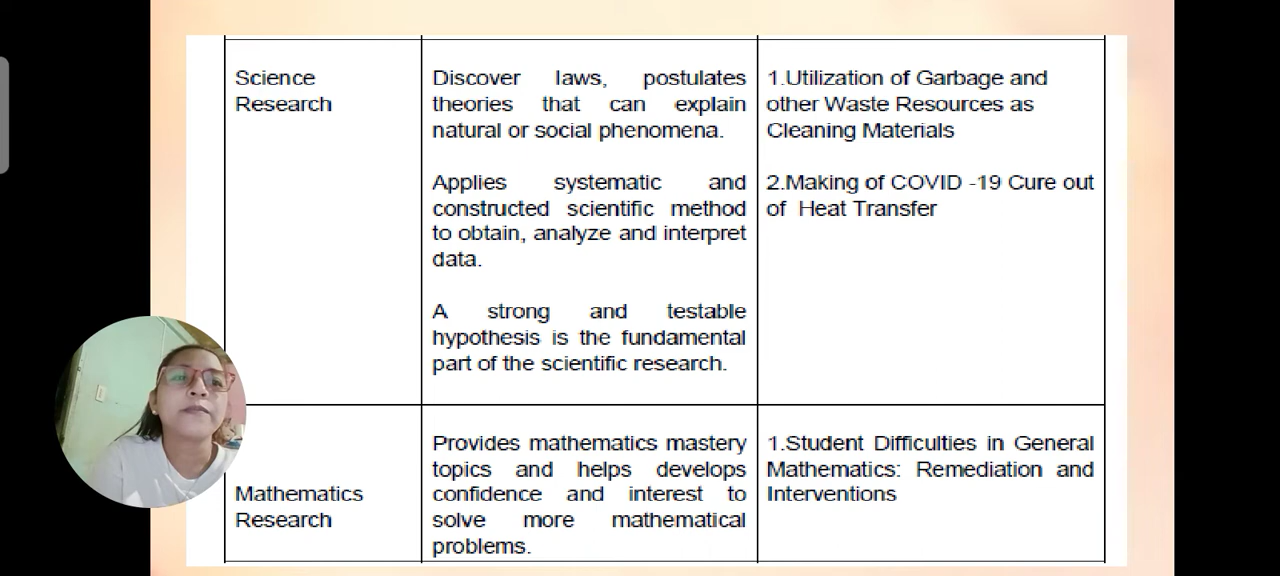 Science
Research
Discover laws, postulates
theories that can explain
natural or social phenomena.
Applies systematic and
constructed scientific method
to obtain, analyze and interpret
data.
A strong and testable
hypothesis is the fundamental
part of the scientific research.
1.Utilization of Garbage and
other Waste Resources as
Cleaning Materials
2.Making of COVID -19 Cure out
of Heat Transfer
Mathematics
Research
Provides mathematics mastery
topics and helps develops
confidence and interest to
solve more mathematical
problems.
1.Student Difficulties in General
Mathematics: Remediation and
Interventions